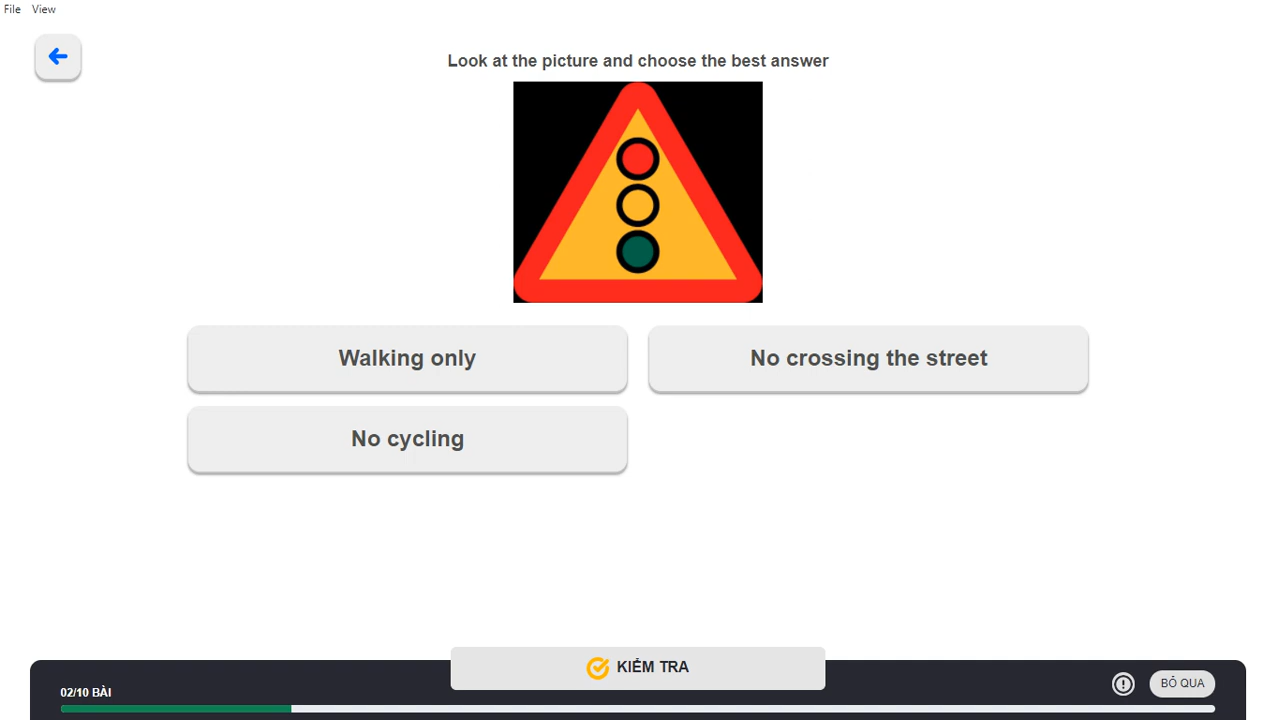 File View
Look at the picture and choose the best answer
Walking only
No crossing the street
No cycling
KIỂM TRA
02/10 BÀI
BỎ QUA